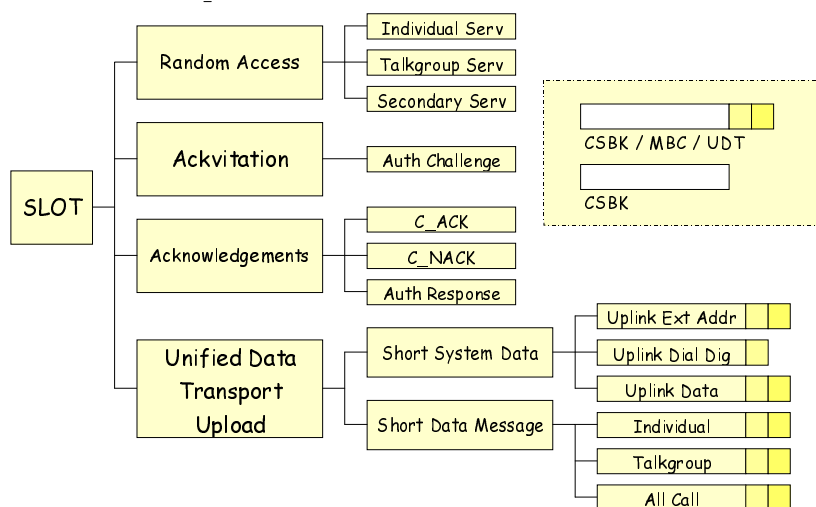 SLOT
Random Access
Individual Serv
Talkgroup Serv
Secondary Serv
Ackvitation
Auth Challenge
Acknowledgements
C_ACK
C_NACK
Auth Response
Unified Data
Transport
Upload
Short System Data
Uplink Ext Addr
Uplink Dial Dig
Uplink Data
Short Data Message
Individual
Talkgroup
All Call
CSBK / MBC / UDT
CSBK